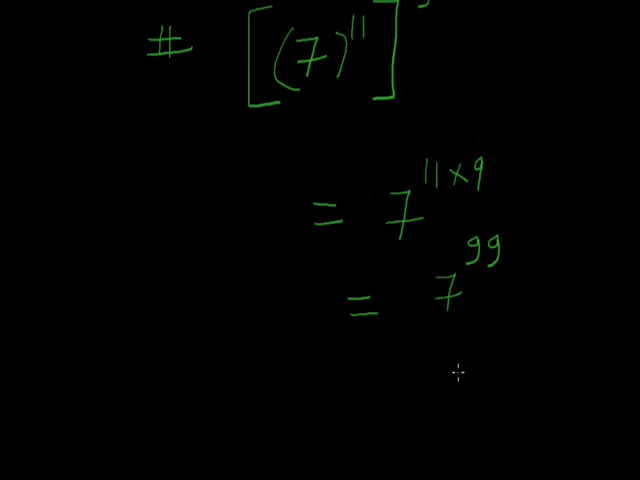 # [(7)^11]
= 7^11×9
= 7^99